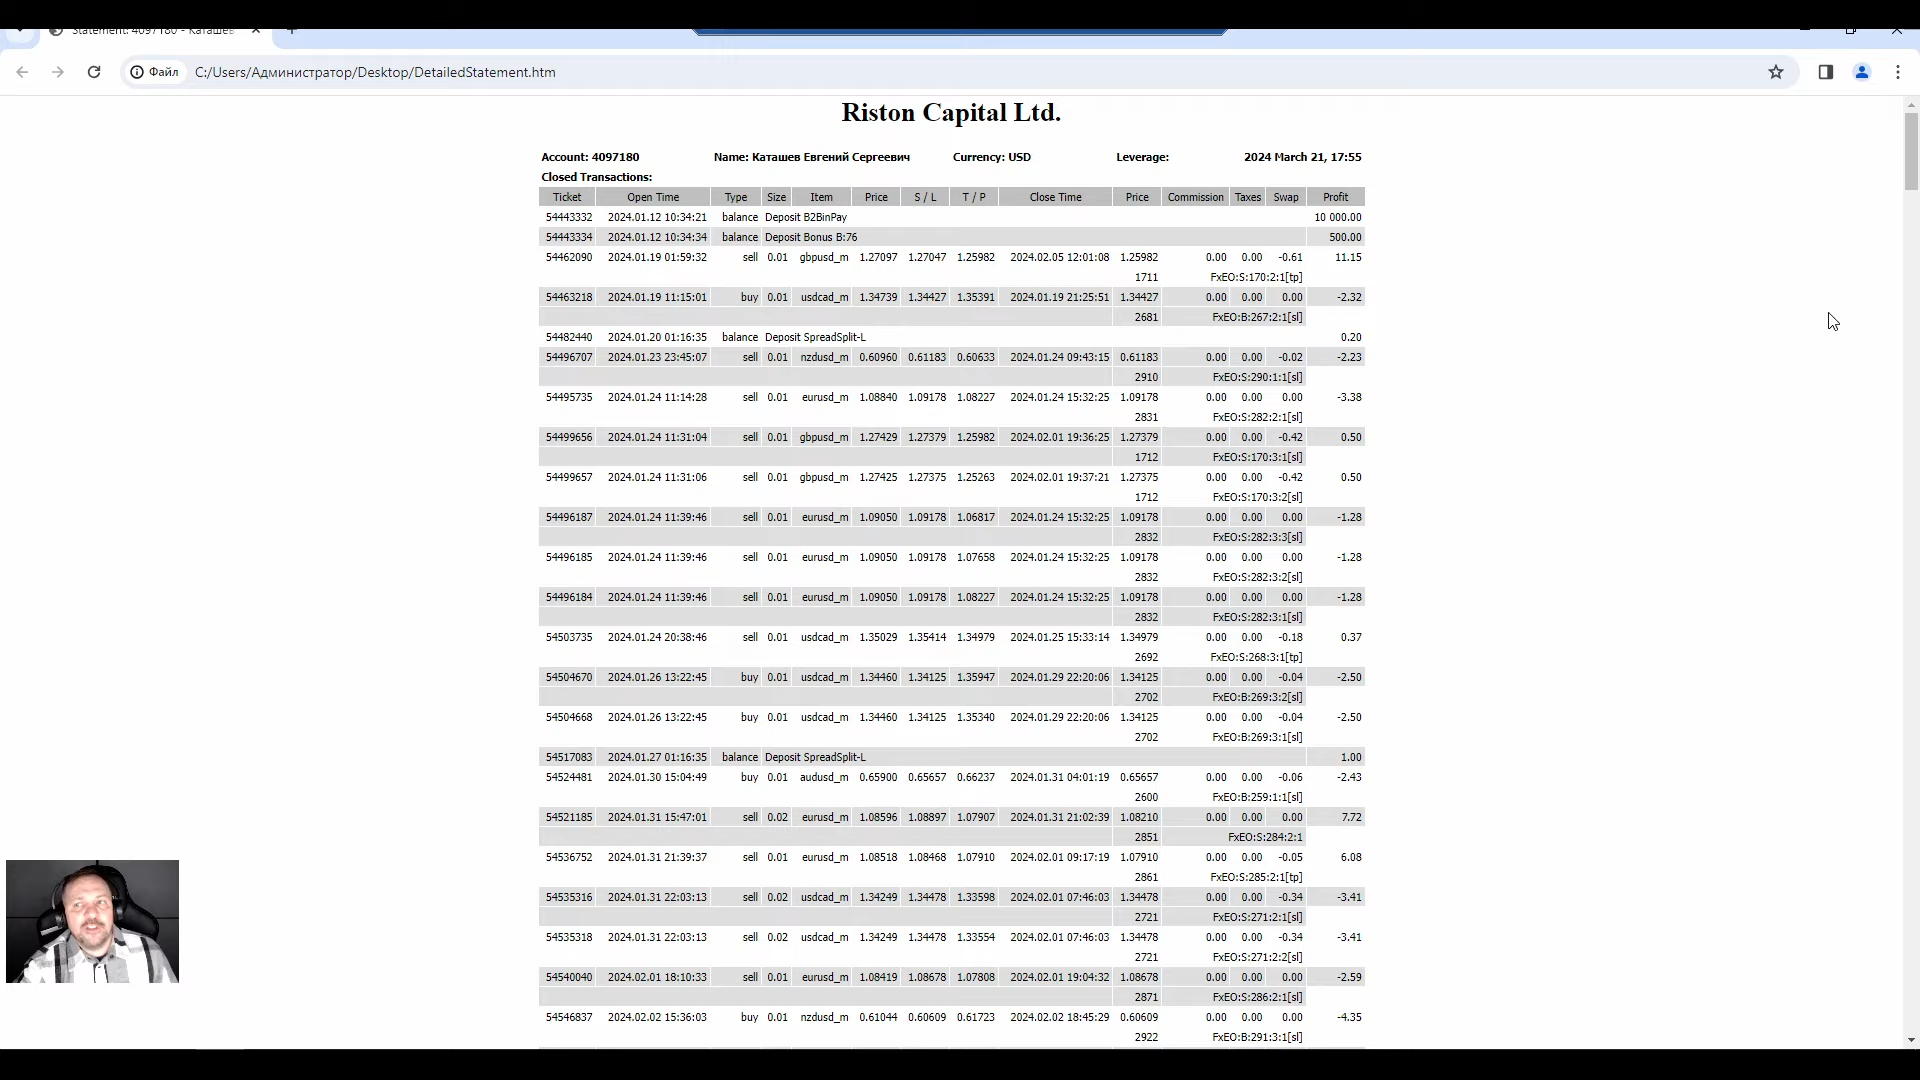 Statement: 4097180 - Каташев
Файл C:/Users/Администратор/Desktop/DetailedStatement.htm
Riston Capital Ltd.
Account: 4097180 Name: Каташев Евгений Сергеевич Currency: USD Leverage: 2024 March 21, 17:55
Closed Transactions:
Ticket Open Time Type Size Item Price S / L T / P Close Time Price Commission Taxes Swap Profit
54443332 2024.01.12 10:34:21 balance Deposit B2BinPay 10 000.00
54443334 2024.01.12 10:34:34 balance Deposit Bonus B:76 500.00
54462090 2024.01.19 01:59:32 sell 0.01 gbpusd_m 1.27097 1.27047 1.25982 2024.02.05 12:01:08 1.25982 0.00 0.00 -0.61 11.15
1711 FxEO:S:170:2:1[tp]
54463218 2024.01.19 11:15:01 buy 0.01 usdcad_m 1.34739 1.34427 1.35391 2024.01.19 21:25:51 1.34427 0.00 0.00 0.00 -2.32
2681 FxEO:B:267:2:1[sl]
54482440 2024.01.20 01:16:35 balance Deposit SpreadSplit-L 0.20
54496707 2024.01.23 23:45:07 sell 0.01 nzdusd_m 0.60960 0.61183 0.60633 2024.01.24 09:43:15 0.61183 0.00 0.00 -0.02 -2.23
2910 FxEO:S:290:1:1[sl]
54495735 2024.01.24 11:14:28 sell 0.01 eurusd_m 1.08840 1.09178 1.08227 2024.01.24 15:32:25 1.09178 0.00 0.00 0.00 -3.38
2831 FxEO:S:282:2:1[sl]
54499656 2024.01.24 11:31:04 sell 0.01 gbpusd_m 1.27429 1.27379 1.25982 2024.02.01 19:36:25 1.27379 0.00 0.00 -0.42 0.50
1712 FxEO:S:170:3:1[sl]
54499657 2024.01.24 11:31:06 sell 0.01 gbpusd_m 1.27425 1.27375 1.25263 2024.02.01 19:37:21 1.27375 0.00 0.00 -0.42 0.50
1712 FxEO:S:170:3:2[sl]
54496187 2024.01.24 11:39:46 sell 0.01 eurusd_m 1.09050 1.09178 1.06817 2024.01.24 15:32:25 1.09178 0.00 0.00 0.00 -1.28
2832 FxEO:S:282:3:3[sl]
54496185 2024.01.24 11:39:46 sell 0.01 eurusd_m 1.09050 1.09178 1.07658 2024.01.24 15:32:25 1.09178 0.00 0.00 0.00 -1.28
2832 FxEO:S:282:3:2[sl]
54496184 2024.01.24 11:39:46 sell 0.01 eurusd_m 1.09050 1.09178 1.08227 2024.01.24 15:32:25 1.09178 0.00 0.00 0.00 -1.28
2832 FxEO:S:282:3:1[sl]
54503735 2024.01.24 20:38:46 sell 0.01 usdcad_m 1.35029 1.35414 1.34979 2024.01.25 15:33:14 1.34979 0.00 0.00 -0.18 0.37
2692 FxEO:S:268:3:1[tp]
54504670 2024.01.26 13:22:45 buy 0.01 usdcad_m 1.34460 1.34125 1.35947 2024.01.29 22:20:06 1.34125 0.00 0.00 -0.04 -2.50
2702 FxEO:B:269:3:2[sl]
54504668 2024.01.26 13:22:45 buy 0.01 usdcad_m 1.34460 1.34125 1.35340 2024.01.29 22:20:06 1.34125 0.00 0.00 -0.04 -2.50
2702 FxEO:B:269:3:1[sl]
54517083 2024.01.27 01:16:35 balance Deposit SpreadSplit-L 1.00
54524481 2024.01.30 15:04:49 buy 0.01 audusd_m 0.65900 0.65657 0.66237 2024.01.31 04:01:19 0.65657 0.00 0.00 -0.06 -2.43
2600 FxEO:B:259:1:1[sl]
54521185 2024.01.31 15:47:01 sell 0.02 eurusd_m 1.08596 1.08897 1.07907 2024.01.31 21:02:39 1.08210 0.00 0.00 0.00 7.72
2851 FxEO:S:284:2:1
54536752 2024.01.31 21:39:37 sell 0.01 eurusd_m 1.08518 1.08468 1.07910 2024.02.01 09:17:19 1.07910 0.00 0.00 -0.05 6.08
2861 FxEO:S:285:2:1[tp]
54535316 2024.01.31 22:03:13 sell 0.02 usdcad_m 1.34249 1.34478 1.33598 2024.02.01 07:46:03 1.34478 0.00 0.00 -0.34 -3.41
2721 FxEO:S:271:2:1[sl]
54535318 2024.01.31 22:03:13 sell 0.02 usdcad_m 1.34249 1.34478 1.33554 2024.02.01 07:46:03 1.34478 0.00 0.00 -0.34 -3.41
2721 FxEO:S:271:2:2[sl]
54540040 2024.02.01 18:10:33 sell 0.01 eurusd_m 1.08419 1.08678 1.07808 2024.02.01 19:04:32 1.08678 0.00 0.00 0.00 -2.59
2871 FxEO:S:286:2:1[sl]
54546837 2024.02.02 15:36:03 buy 0.01 nzdusd_m 0.61044 0.60609 0.61723 2024.02.02 18:45:29 0.60609 0.00 0.00 0.00 -4.35
2922 FxEO:B:291:3:1[sl]